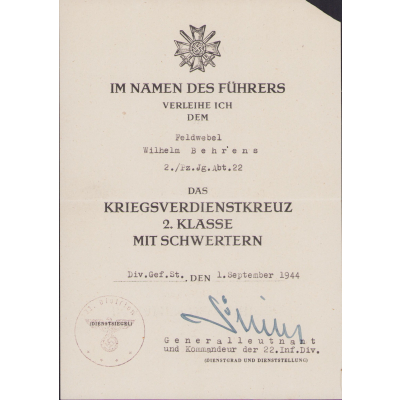 IM NAMEN DES FÜHRERS
VERLEIHE ICH
DEM
Feldwebel
Wilhelm Behrens
2./Pz.Jg.Abt.22
DAS
KRIEGSVERDIENSTKREUZ
2. KLASSE
MIT SCHWERTERN
Div.Gef.St., DEN 1.September 1944
(DIENSTSIEGEL)
Generalleutnant
und Kommandeur der 22.Inf.Div.
(DIENSTGRAD UND DIENSTSTELLUNG)